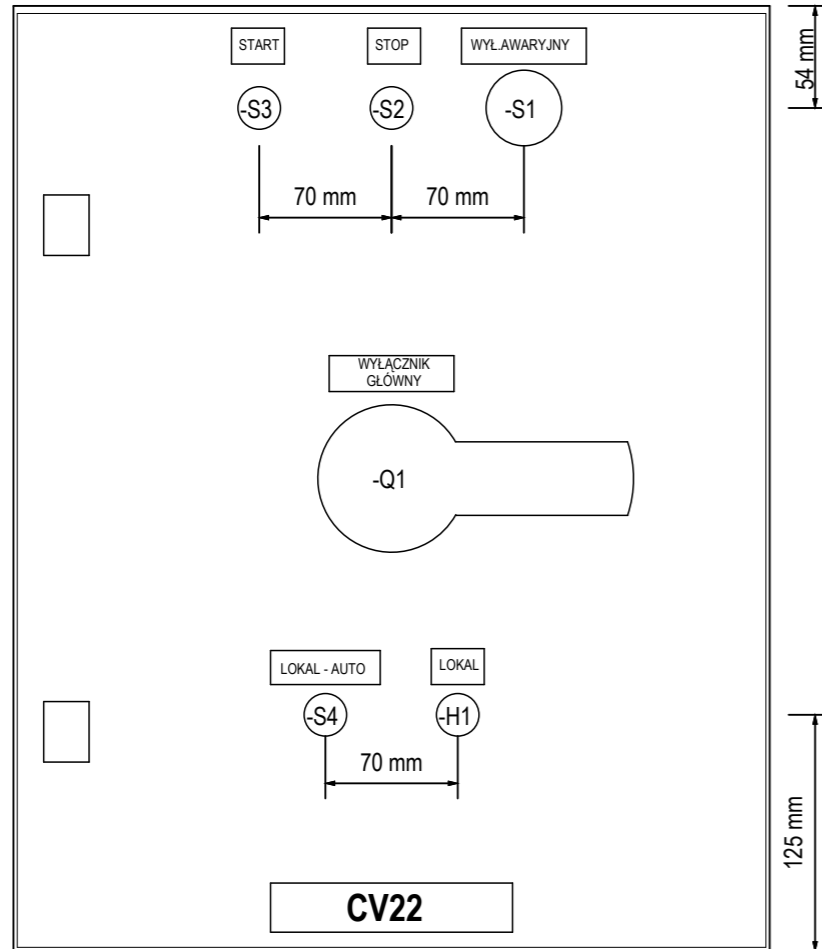 START
STOP
WYŁ.AWARYJNY
-S3
-S2
-S1
54 mm
70 mm
70 mm
WYŁĄCZNIK
GŁÓWNY
-Q1
LOKAL - AUTO
LOKAL
-S4
-H1
70 mm
125 mm
CV22